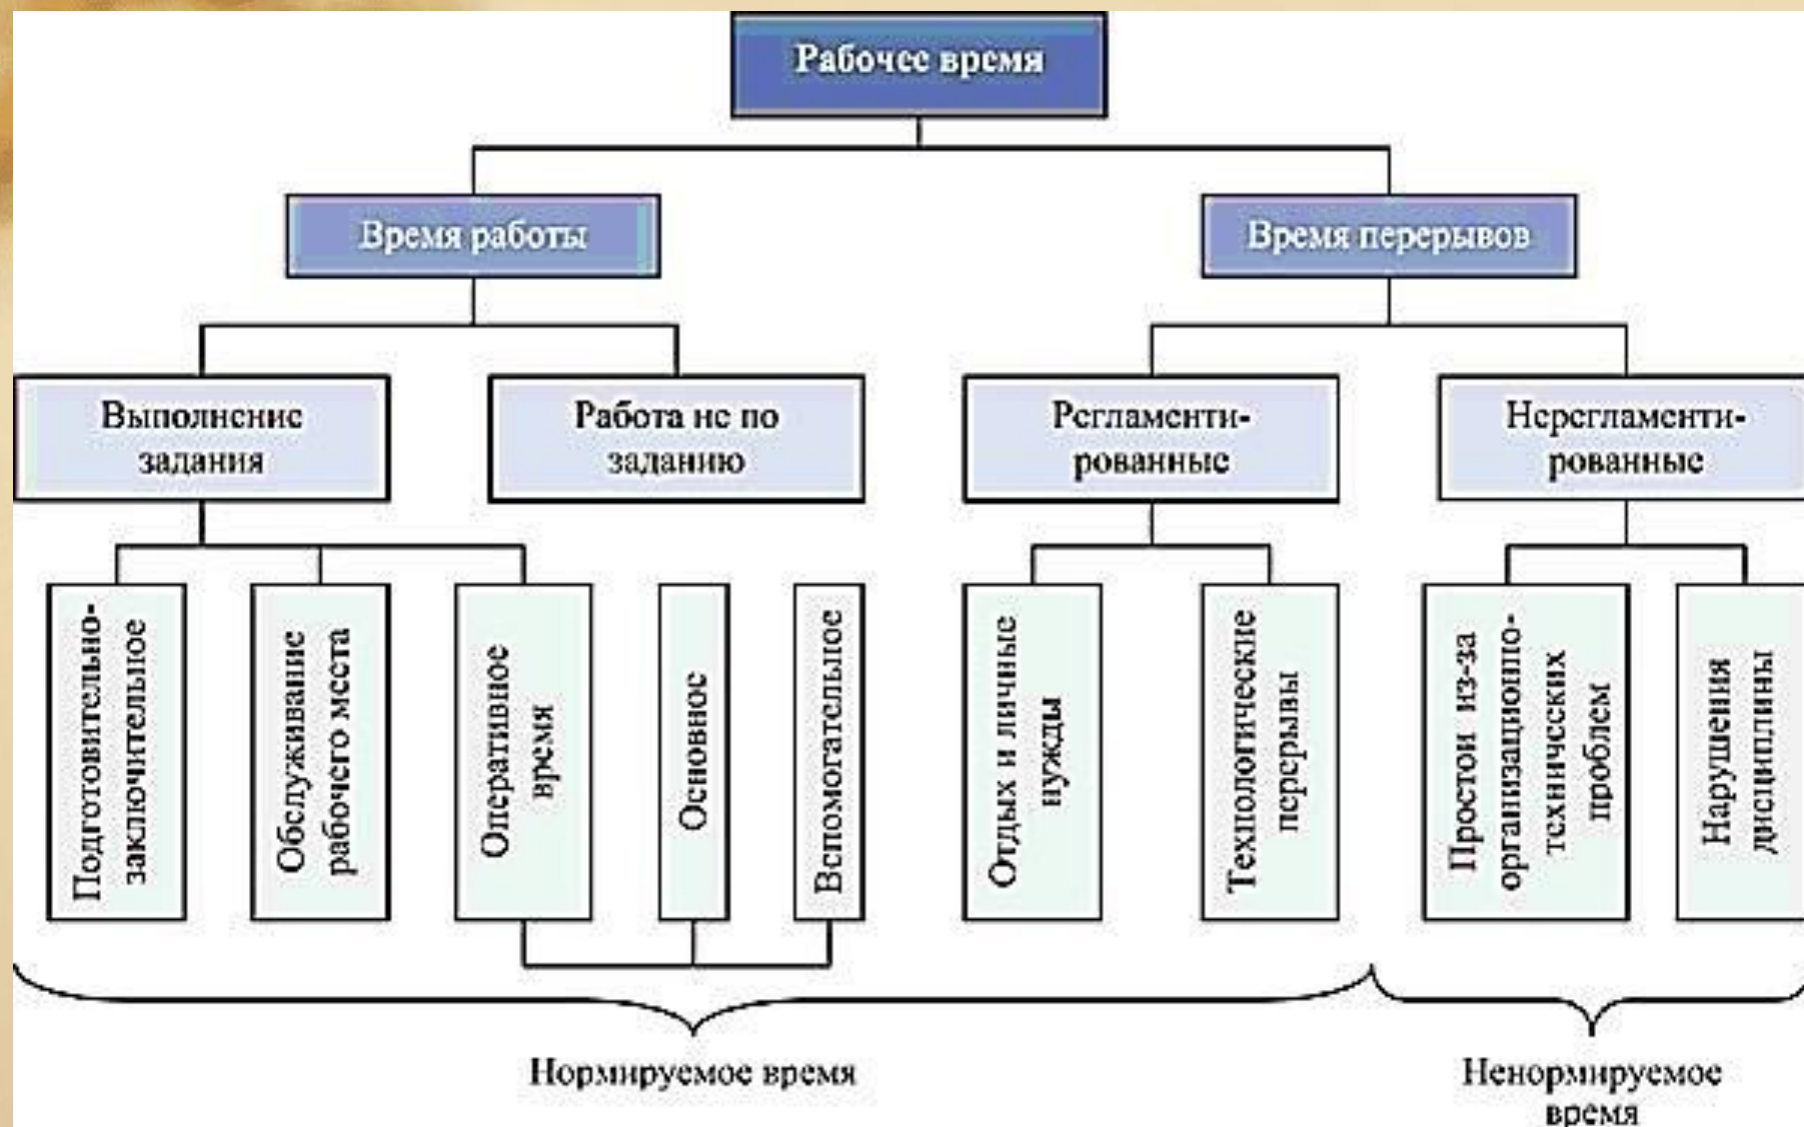 Рабочее время
Время работы
Время перерывов
Выполнение
задания
Работа не по
заданию
Регламенти-
рованные
Нерегламенти-
рованные
Подготовительно-
заключительное
Обслуживание
рабочего места
Оперативное
время
Основное
Вспомогательное
Отдых и личные
нужды
Технологические
перерывы
Простои из-за
организационно-
технических
проблем
Нарушения
дисциплины
Нормируемое время
Ненормируемое
время